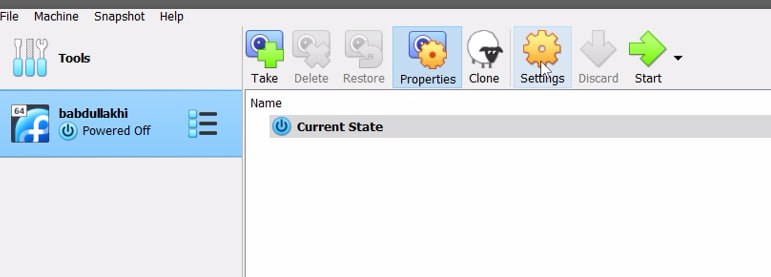 File Machine Snapshot Help
Tools
Take Delete Restore Properties Clone Settings Discard Start
Name
64
babdullakhi
Powered Off
Current State